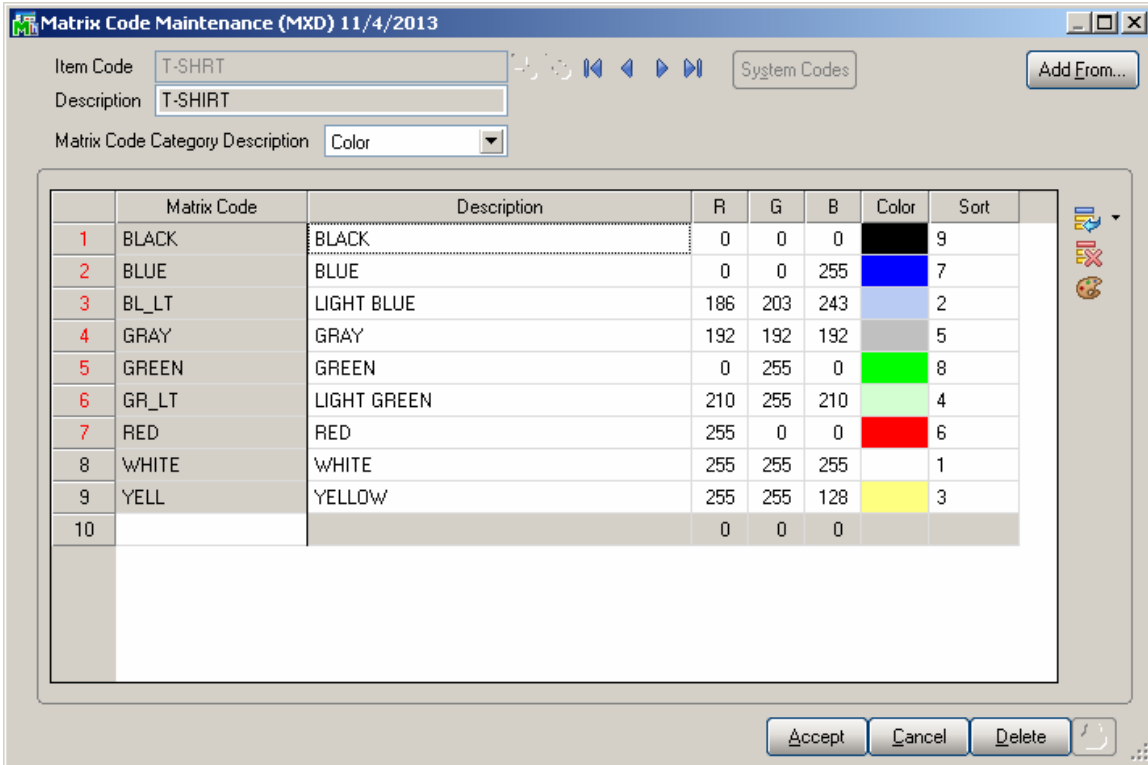 Matrix Code Maintenance (MXD) 11/4/2013
Item Code T-SHRT System Codes Add From...
Description T-SHIRT
Matrix Code Category Description Color
Matrix Code Description R G B Color Sort
1 BLACK BLACK 0 0 0 9
2 BLUE BLUE 0 0 255 7
3 BL_LT LIGHT BLUE 186 203 243 2
4 GRAY GRAY 192 192 192 5
5 GREEN GREEN 0 255 0 8
6 GR_LT LIGHT GREEN 210 255 210 4
7 RED RED 255 0 0 6
8 WHITE WHITE 255 255 255 1
9 YELL YELLOW 255 255 128 3
10 0 0 0
Accept Cancel Delete